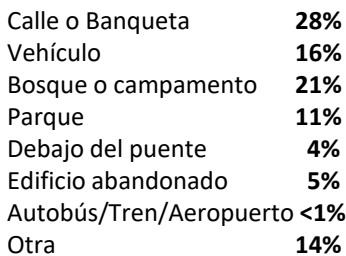 Calle o Banqueta 28%
Vehículo 16%
Bosque o campamento 21%
Parque 11%
Debajo del puente 4%
Edificio abandonado 5%
Autobús/Tren/Aeropuerto <1%
Otra 14%